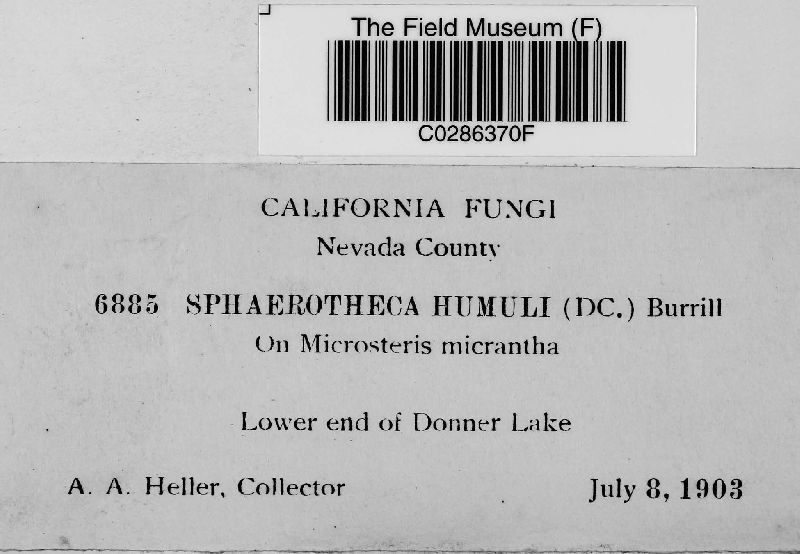 The Field Museum (F)
C0286370F
CALIFORNIA FUNGI
Nevada County
6885 SPHAEROTHECA HUMULI (DC.) Burrill
On Microsteris micrantha
Lower end of Donner Lake
A. A. Heller, Collector July 8, 1903